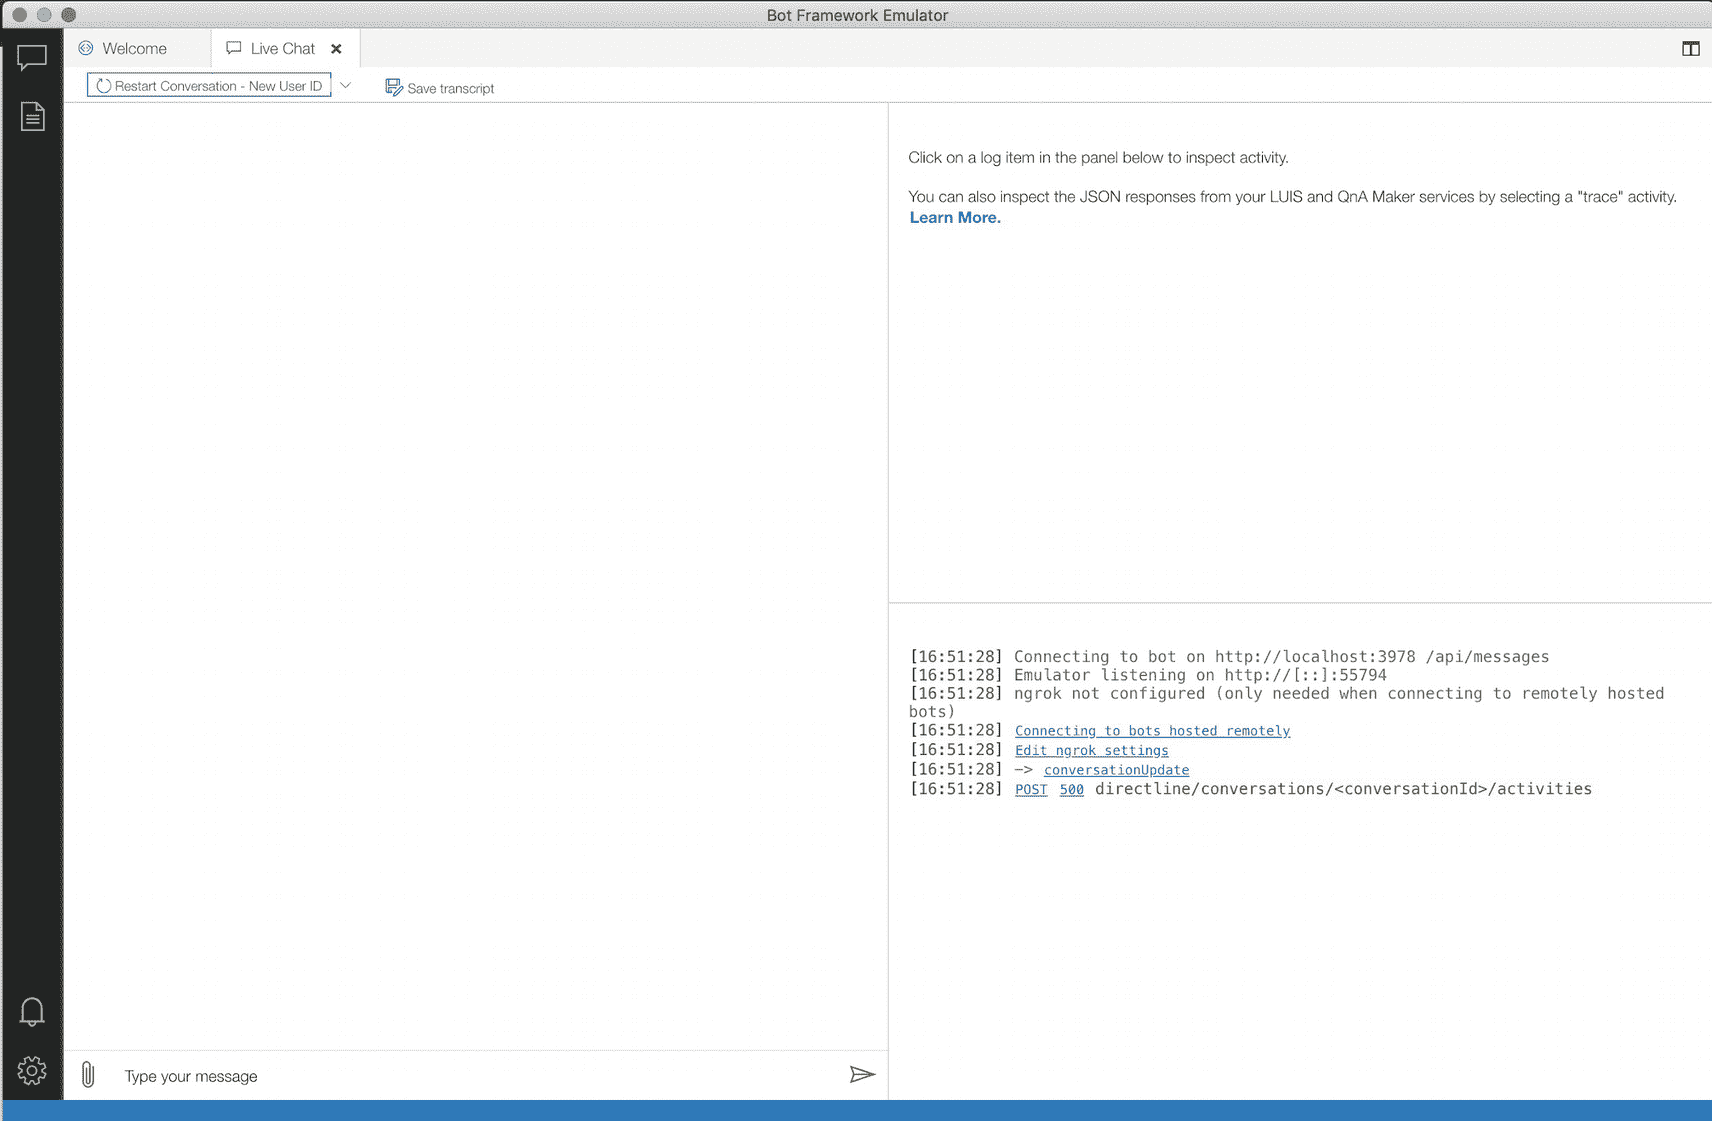 Bot Framework Emulator
Welcome
Live Chat
Restart Conversation - New User ID
Save transcript
Click on a log item in the panel below to inspect activity.
You can also inspect the JSON responses from your LUIS and QnA Maker services by selecting a "trace" activity.
Learn More.
[16:51:28] Connecting to bot on http://localhost:3978 /api/messages
[16:51:28] Emulator listening on http://[::]:55794
[16:51:28] ngrok not configured (only needed when connecting to remotely hosted
bots)
[16:51:28] Connecting to bots hosted remotely
[16:51:28] Edit ngrok settings
[16:51:28] —> conversationUpdate
[16:51:28] POST 500 directline/conversations/<conversationId>/activities
Type your message